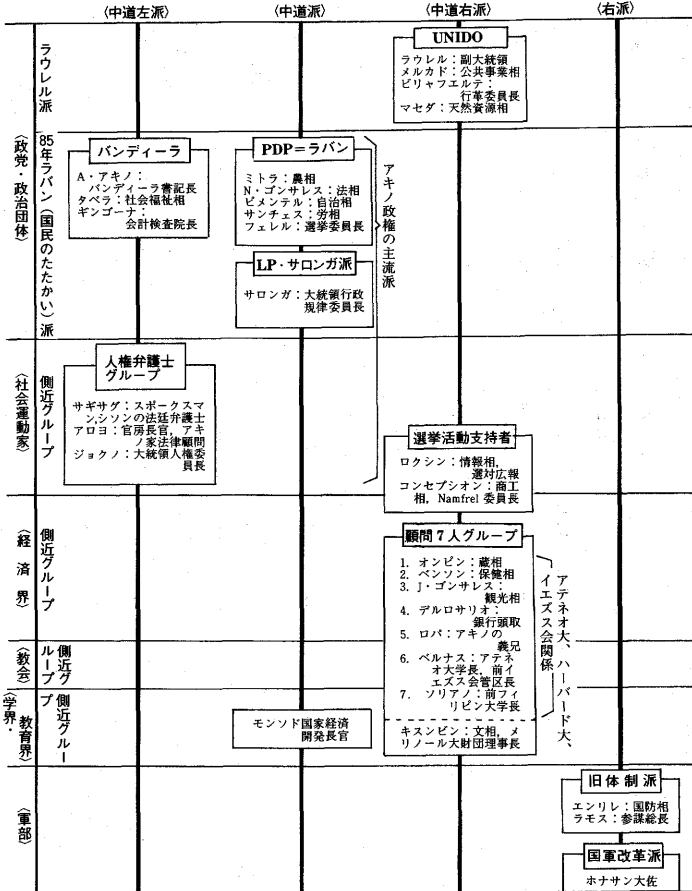 〈中道左派〉
〈中道派〉
〈中道右派〉
〈右派〉
〈政党・政治団体〉
ラウレル派
UNIDO
ラウレル：副大統領
メルカド：公共事業相
ビリャフエルテ：
行革委員長
マセダ：天然資源相
85年ラバン（国民のたたかい）派
バンディーラ
A・アキノ：
バンディーラ書記長
タベラ：社会福祉相
ギンゴーナ：
会計検査院長
PDP＝ラバン
ミトラ：農相
N・ゴンサレス：法相
ピメンテル：自治相
サンチェス：労相
フェレル：選挙委員長
LP・サロンガ派
サロンガ：大統領行政
規律委員長
アキノ政権の主流派
〈社会運動家〉
側近グループ
人権弁護士
グループ
サギサグ：スポークスマ
ン,シソンの法廷弁護士
アロヨ：官房長官，アキ
ノ家法律顧問
ジョクノ：大統領人権委
員長
選挙活動支持者
ロクシン：情報相，
選対広報
コンセプシオン：商工
相，Namfrel 委員長
〈経済界〉
側近グループ
顧問7人グループ
1. オンピン：蔵相
2. ベンソン：保健相
3. J・ゴンサレス：
観光相
4. デルロサリオ：
銀行頭取
5. ロパ：アキノの
義兄
6. ベルナス：アテネ
オ大学長，前イ
エズス会管区長
7. ソリアノ：前フィ
リピン大学長
キスンビン：文相，メ
リノール大財団理事長
アテネオ大、ハーバード大、
イエズス会関係
〈教会〉
側近グ
ループ
〈学界・
教育界〉
側近グルー
プ
モンソド国家経済
開発長官
〈軍部〉
旧体制派
エンリレ：国防相
ラモス：参謀総長
国軍改革派
ホナサン大佐